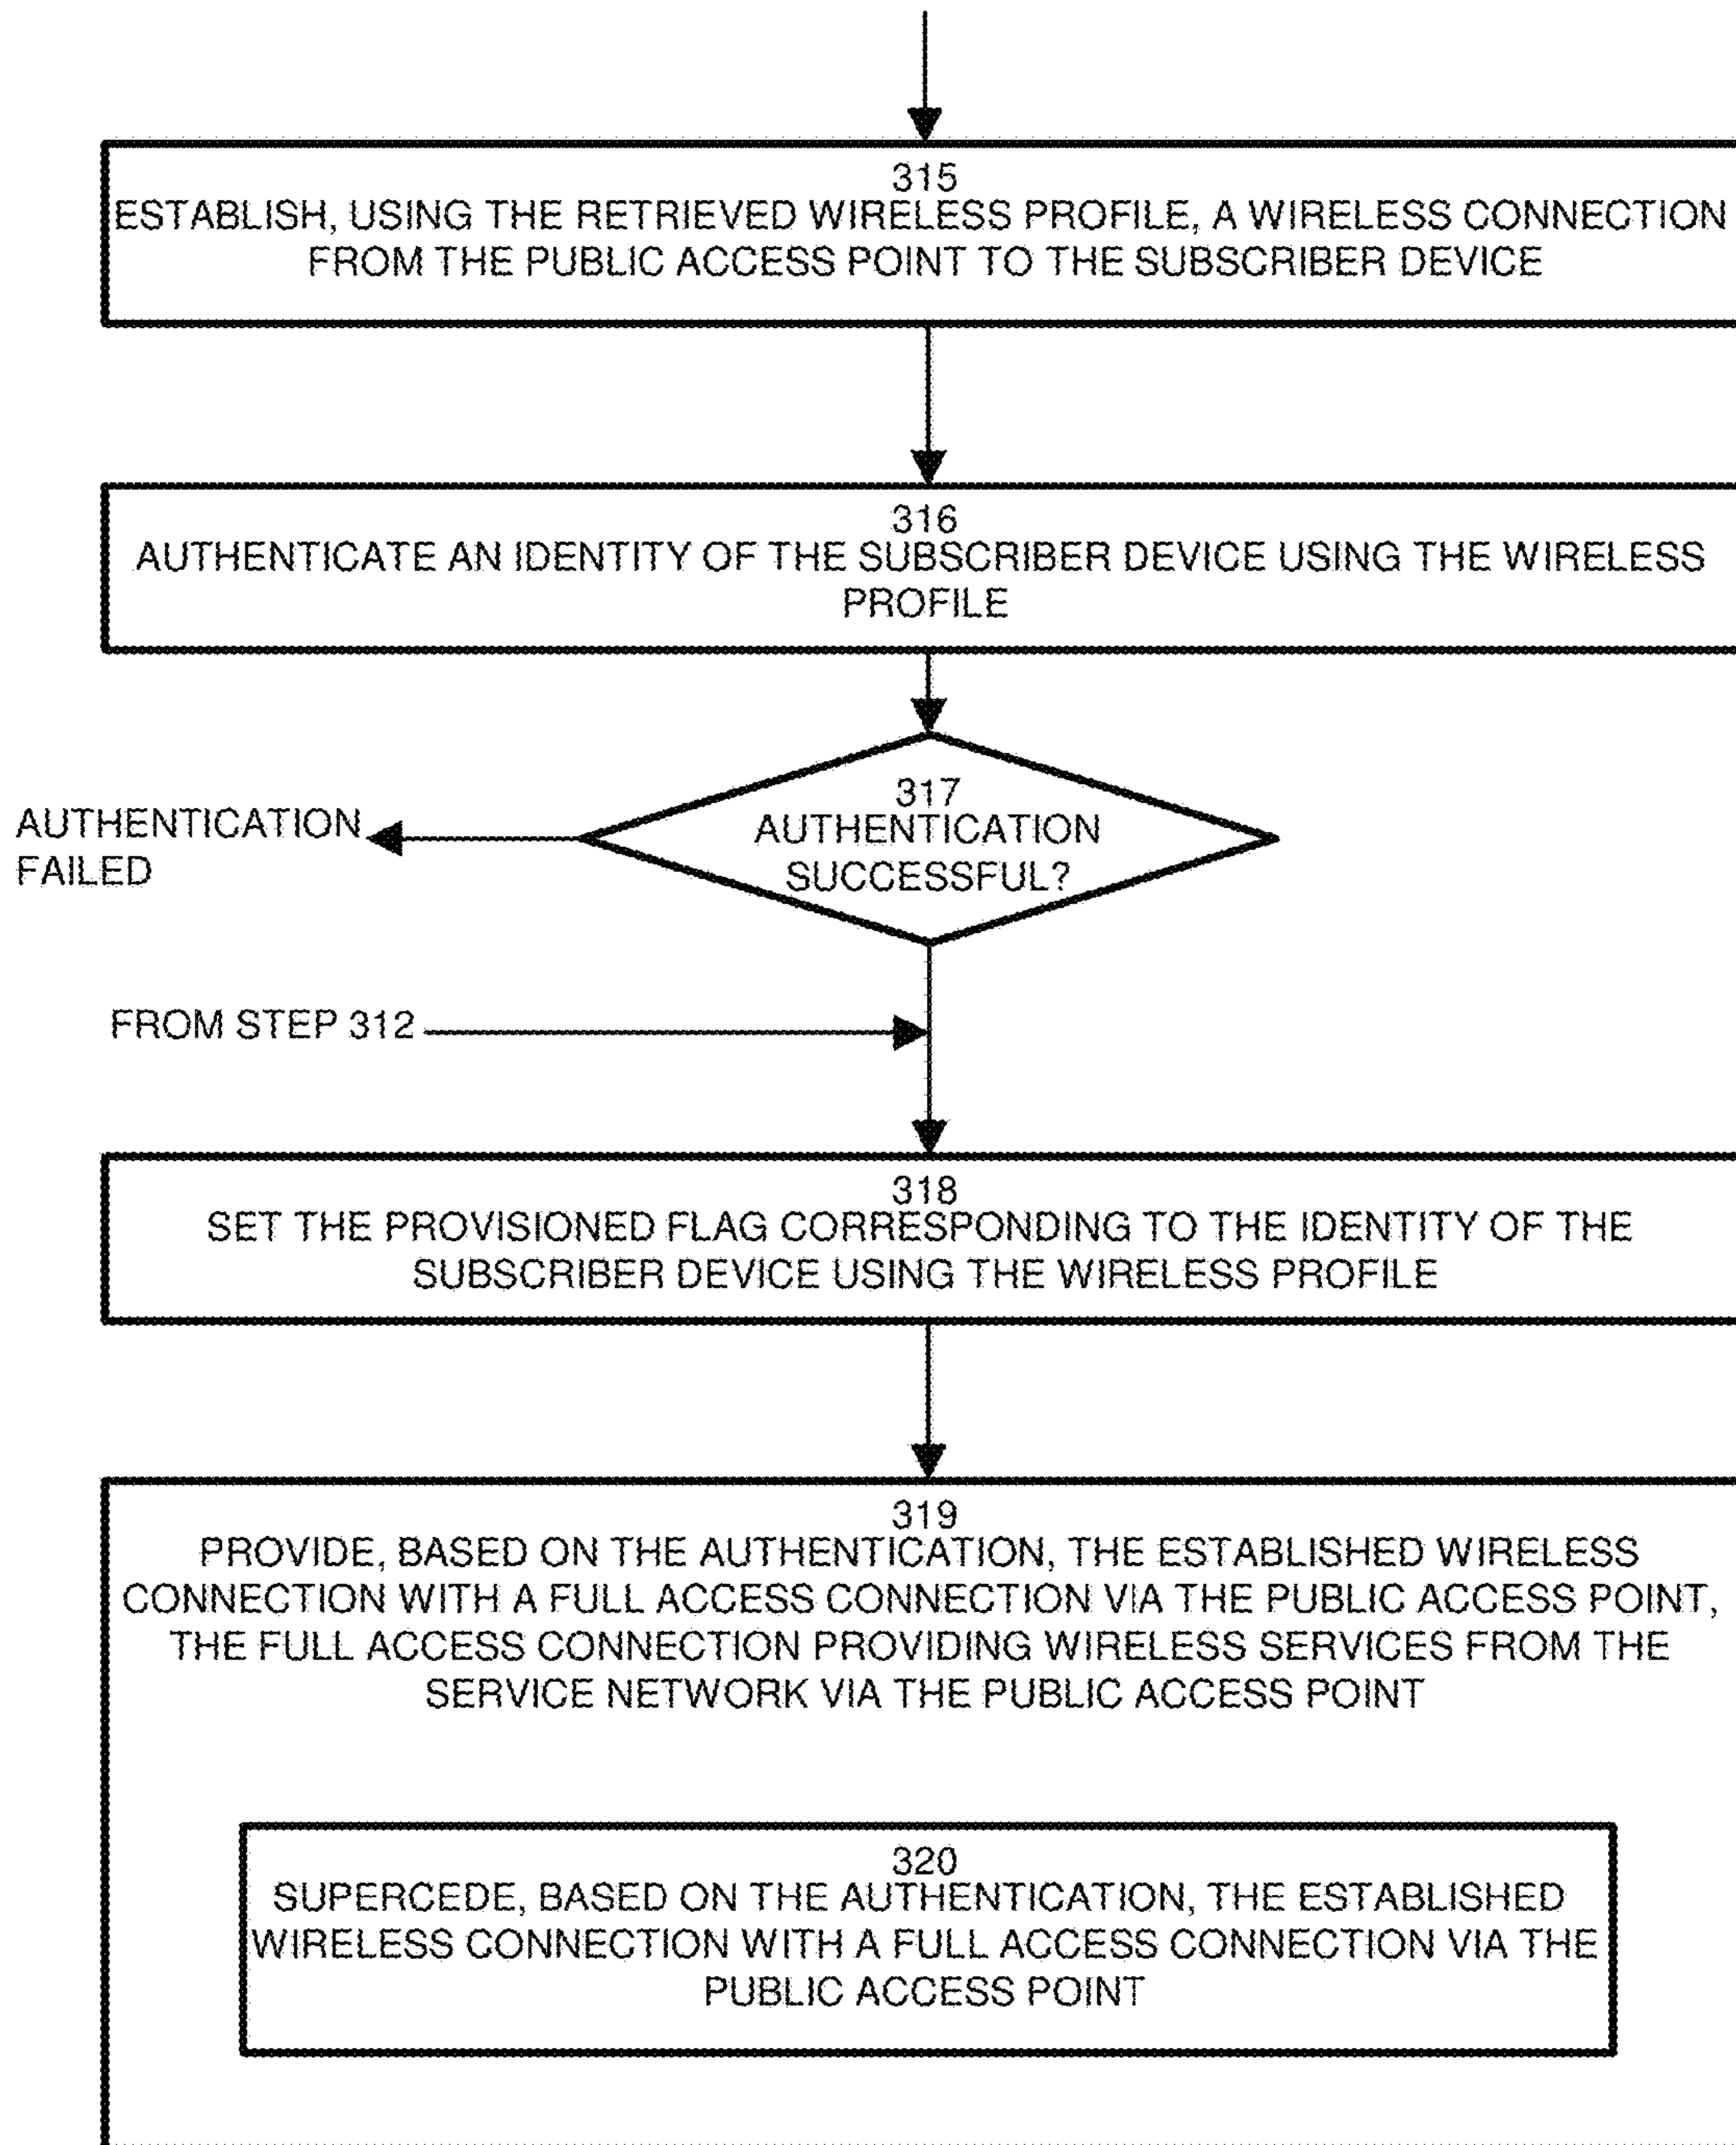 315
ESTABLISH, USING THE RETRIEVED WIRELESS PROFILE, A WIRELESS CONNECTION
FROM THE PUBLIC ACCESS POINT TO THE SUBSCRIBER DEVICE
316
AUTHENTICATE AN IDENTITY OF THE SUBSCRIBER DEVICE USING THE WIRELESS
PROFILE
317
AUTHENTICATION
SUCCESSFUL?
AUTHENTICATION
FAILED
FROM STEP 312
318
SET THE PROVISIONED FLAG CORRESPONDING TO THE IDENTITY OF THE
SUBSCRIBER DEVICE USING THE WIRELESS PROFILE
319
PROVIDE, BASED ON THE AUTHENTICATION, THE ESTABLISHED WIRELESS
CONNECTION WITH A FULL ACCESS CONNECTION VIA THE PUBLIC ACCESS POINT,
THE FULL ACCESS CONNECTION PROVIDING WIRELESS SERVICES FROM THE
SERVICE NETWORK VIA THE PUBLIC ACCESS POINT
320
SUPERCEDE, BASED ON THE AUTHENTICATION, THE ESTABLISHED
WIRELESS CONNECTION WITH A FULL ACCESS CONNECTION VIA THE
PUBLIC ACCESS POINT